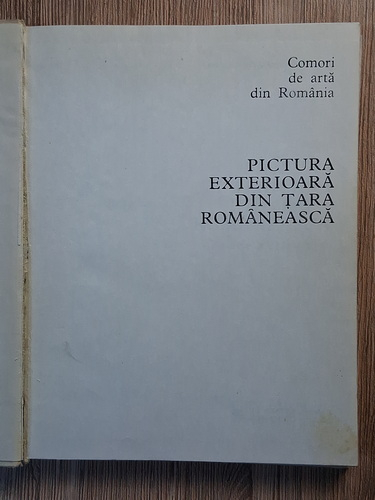 Comori
de artă
din România
PICTURA
EXTERIOARĂ
DIN ȚARA
ROMÂNEASCĂ